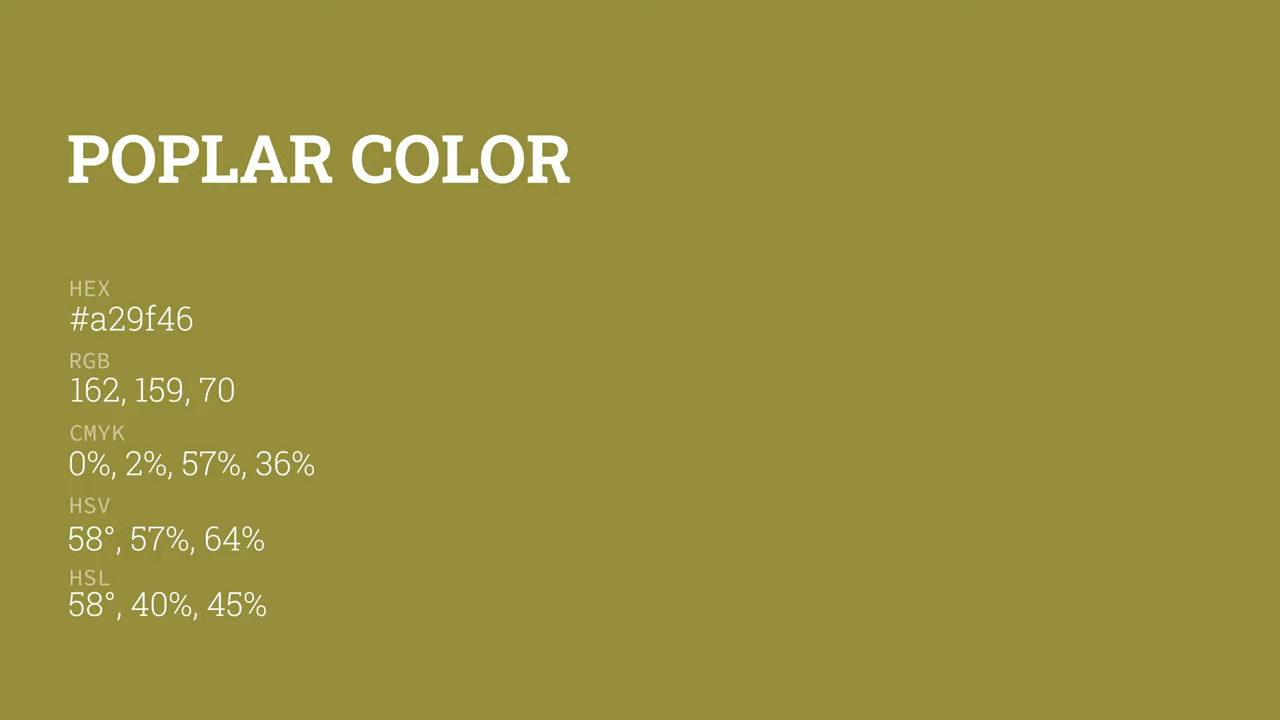 POPLAR COLOR
HEX
#a29f46
RGB
162, 159, 70
CMYK
0%, 2%, 57%, 36%
HSV
58°, 57%, 64%
HSL
58°, 40%, 45%